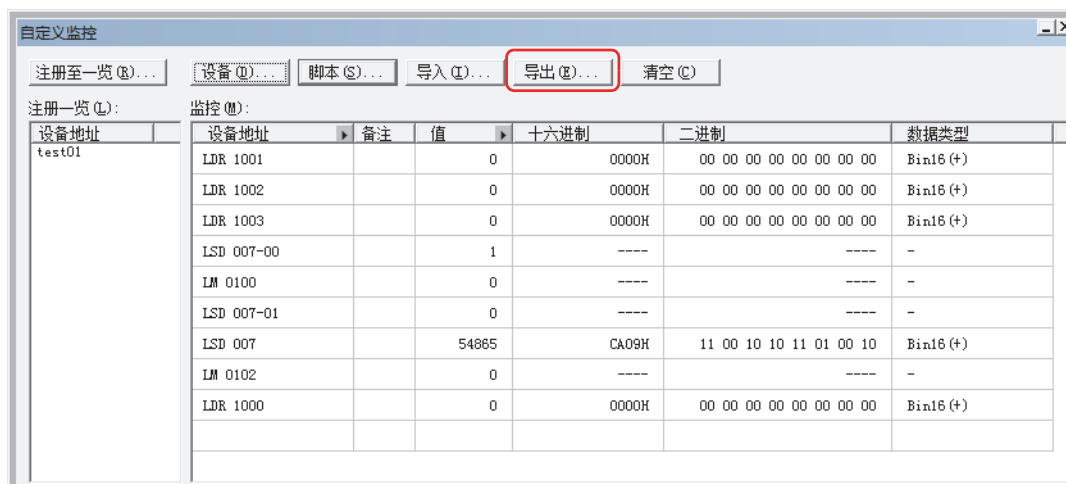 自定义监控
注册至一览(R)... 设备(D)... 脚本(S)... 导入(I)... 导出(E)... 清空(C)
注册一览(L): 监控(M):
设备地址 设备地址 备注 值 十六进制 二进制 数据类型
test01 LDR 1001 0 0000H 00 00 00 00 00 00 00 00 Bin16(+)
LDR 1002 0 0000H 00 00 00 00 00 00 00 00 Bin16(+)
LDR 1003 0 0000H 00 00 00 00 00 00 00 00 Bin16(+)
LSD 007-00 1 ---- ---- -
LM 0100 0 ---- ---- -
LSD 007-01 0 ---- ---- -
LSD 007 54865 CA09H 11 00 10 10 11 01 00 10 Bin16(+)
LM 0102 0 ---- ---- -
LDR 1000 0 0000H 00 00 00 00 00 00 00 00 Bin16(+)